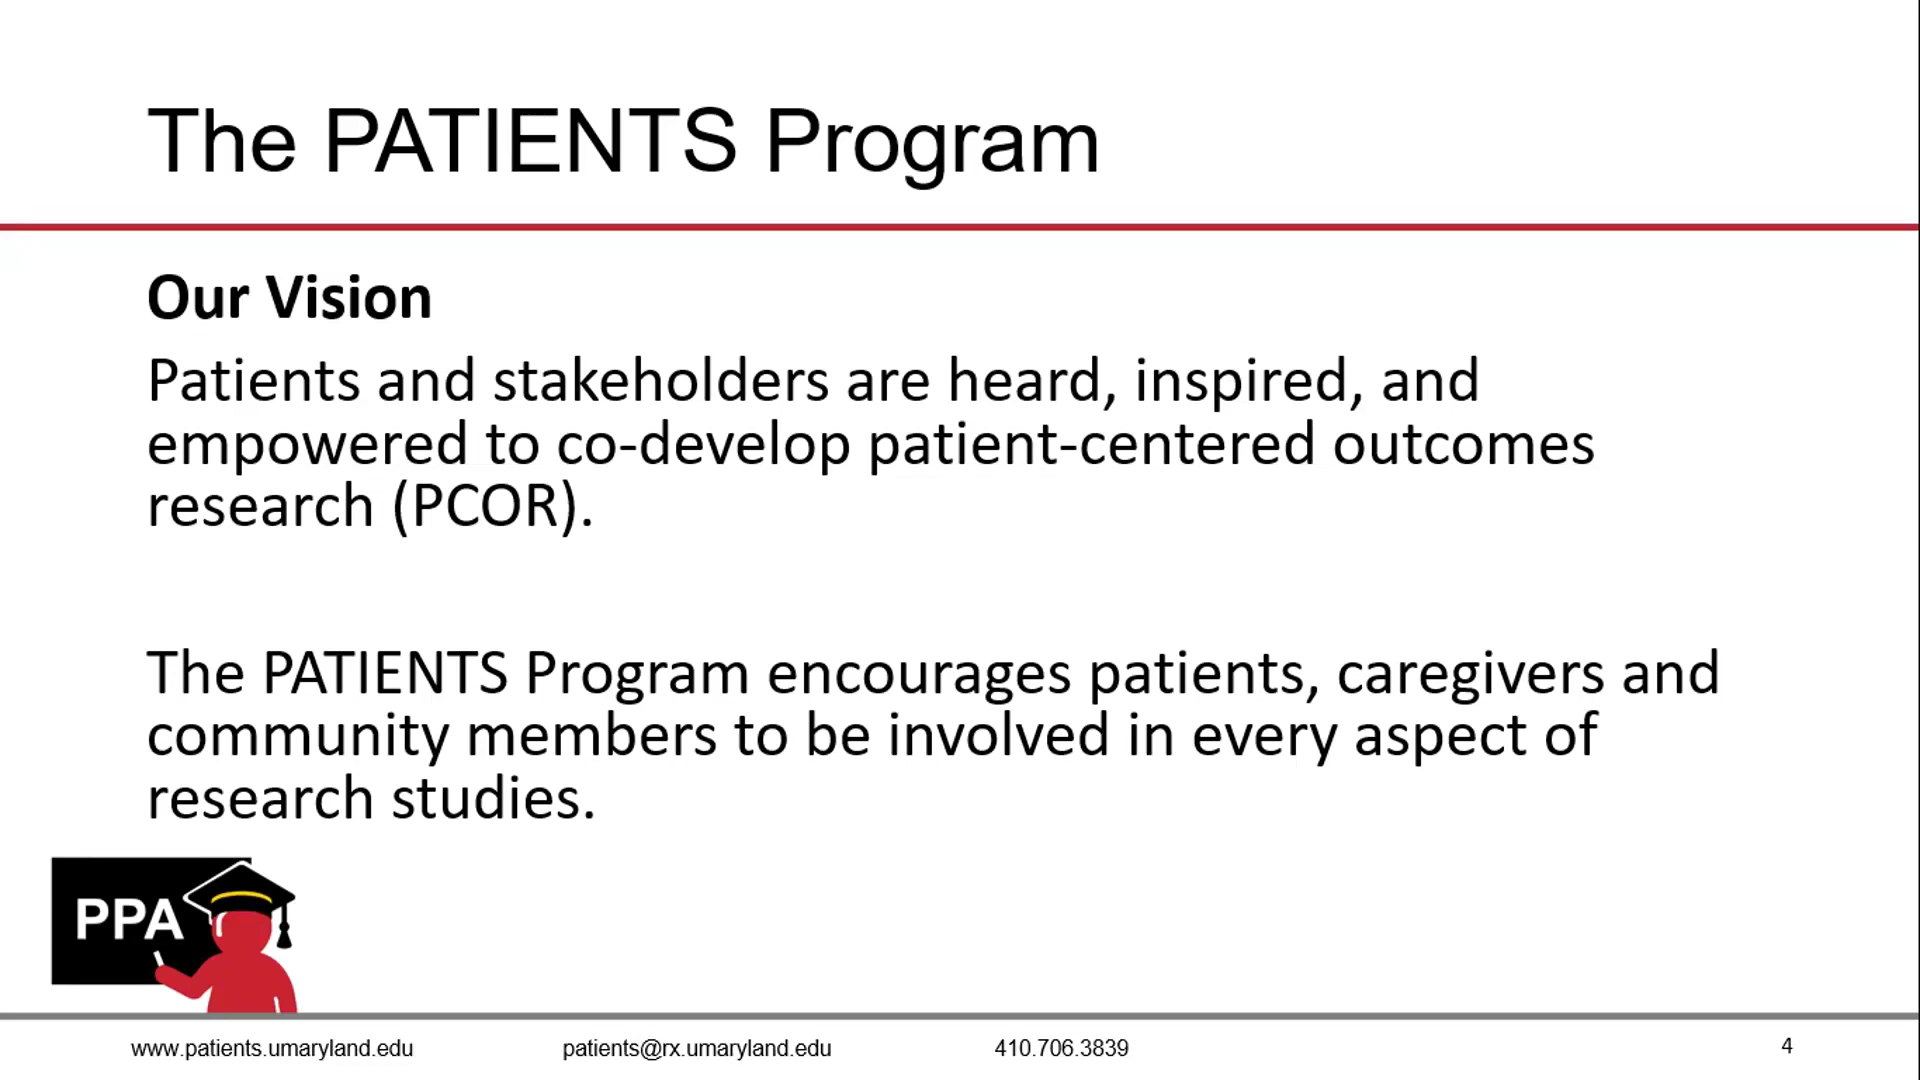 The PATIENTS Program
Our Vision
Patients and stakeholders are heard, inspired, and
empowered to co-develop patient-centered outcomes
research (PCOR).
The PATIENTS Program encourages patients, caregivers and
community members to be involved in every aspect of
research studies.
PPA
www.patients.umaryland.edu patients@rx.umaryland.edu 410.706.3839 4